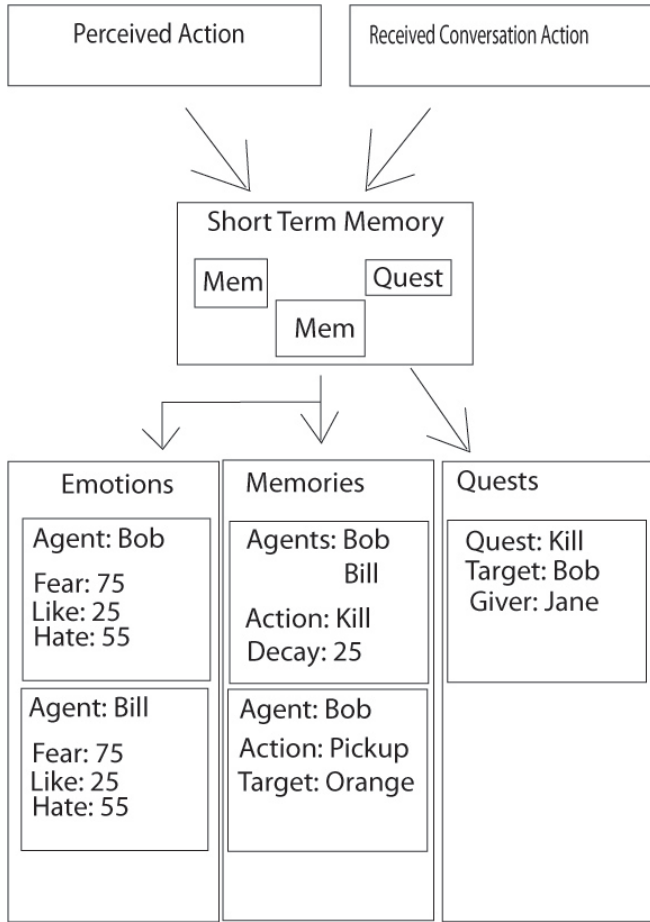 Perceived Action
Received Conversation Action
Short Term Memory
Mem
Quest
Mem
Emotions
Agent: Bob
Fear: 75
Like: 25
Hate: 55
Agent: Bill
Fear: 75
Like: 25
Hate: 55
Memories
Agents: Bob
Bill
Action: Kill
Decay: 25
Agent: Bob
Action: Pickup
Target: Orange
Quests
Quest: Kill
Target: Bob
Giver: Jane